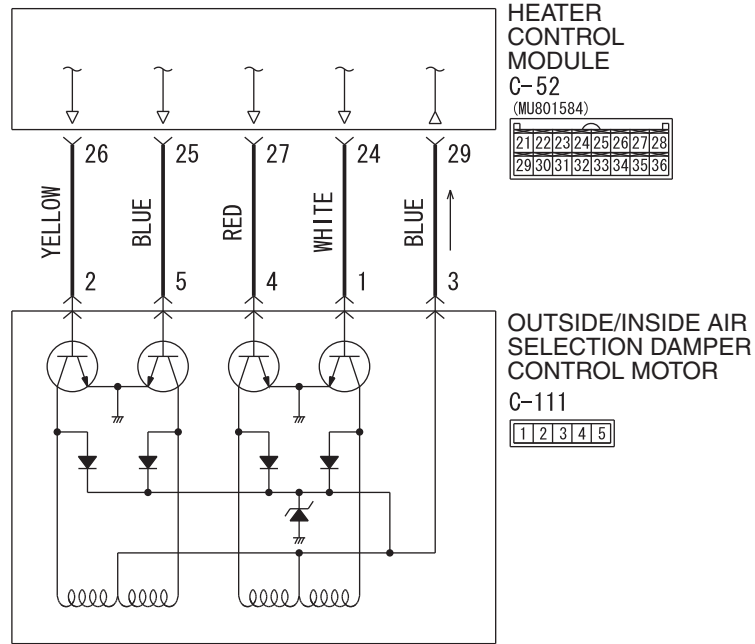 HEATER
CONTROL
MODULE
C-52
(MU801584)
21 22 23 24 25 26 27 28
29 30 31 32 33 34 35 36
26 25 27 24 29
YELLOW BLUE RED WHITE BLUE
2 5 4 1 3
OUTSIDE/INSIDE AIR
SELECTION DAMPER
CONTROL MOTOR
C-111
1 2 3 4 5